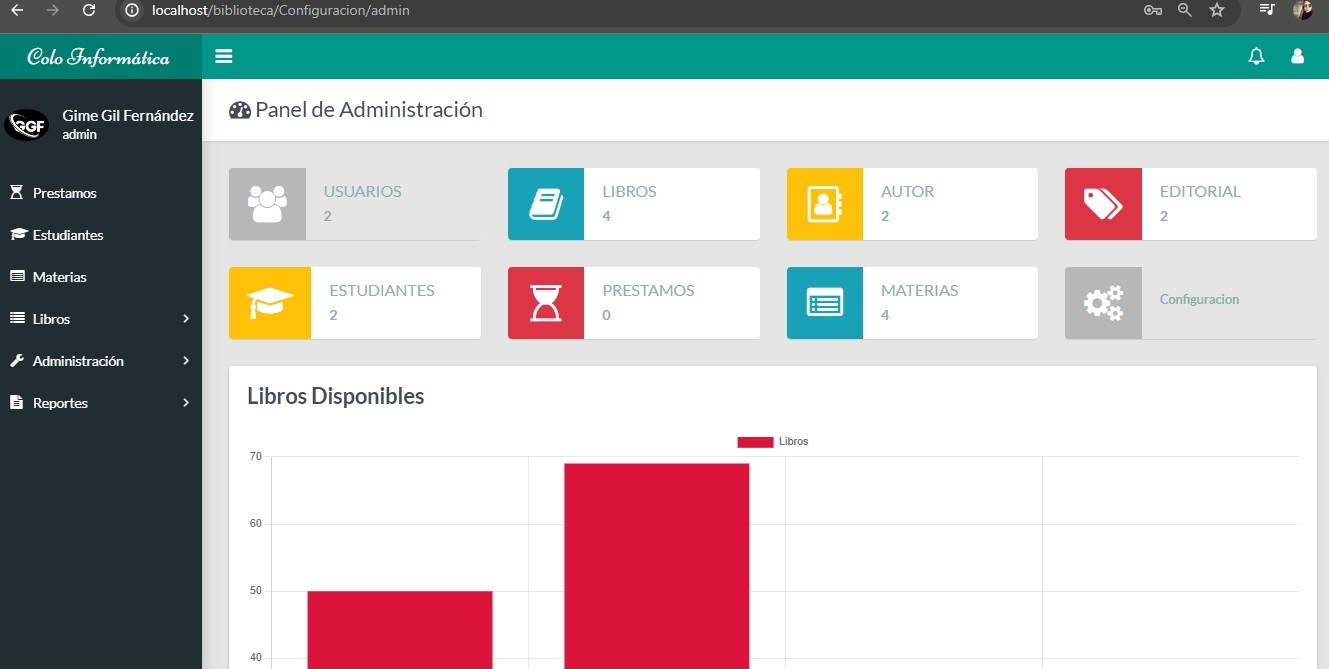 localhost/biblioteca/Configuracion/admin
Colo Informática
Panel de Administración
GGF
Gime Gil Fernández
admin
Prestamos
Estudiantes
Materias
Libros
Administración
Reportes
USUARIOS
2
LIBROS
4
AUTOR
2
EDITORIAL
2
ESTUDIANTES
2
PRESTAMOS
0
MATERIAS
4
Configuracion
Libros Disponibles
Libros
70
60
50
40